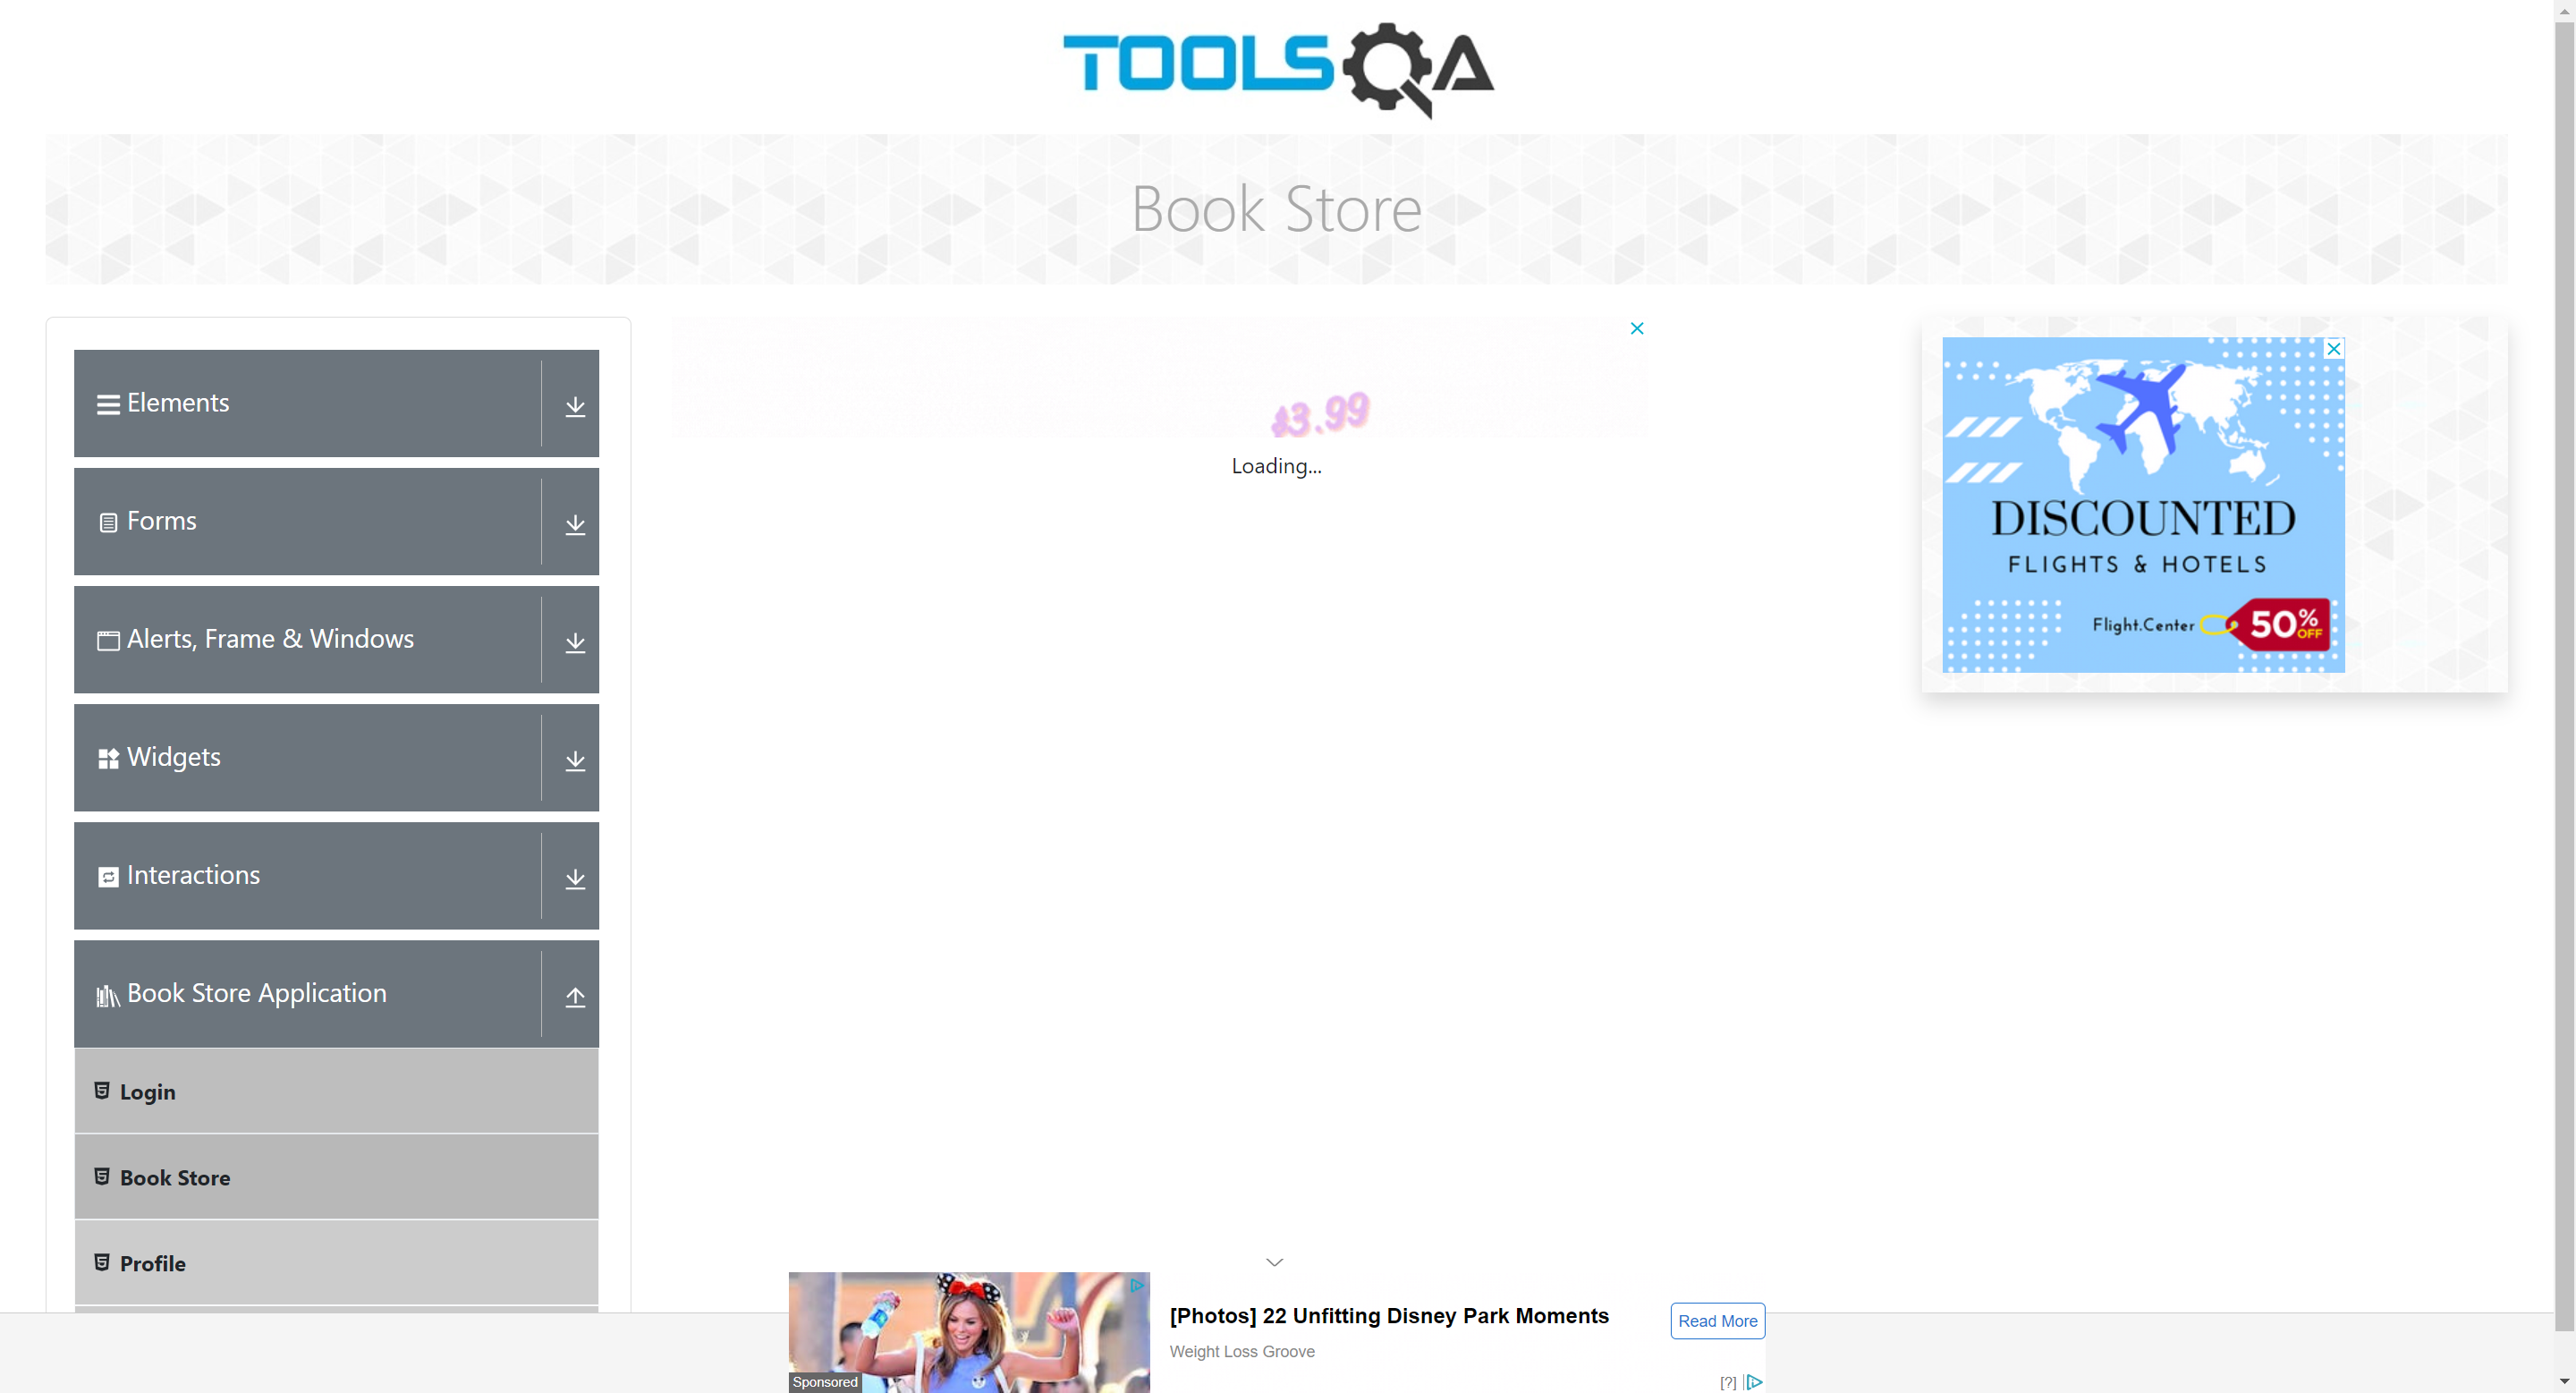 TOOLSQA
Book Store
Elements
Forms
Alerts, Frame & Windows
Widgets
Interactions
Book Store Application
Login
Book Store
Profile
$3.99
Loading...
DISCOUNTED
FLIGHTS & HOTELS
Flight.Center
50% OFF
[Photos] 22 Unfitting Disney Park Moments
Weight Loss Groove
Read More
Sponsored
[?]